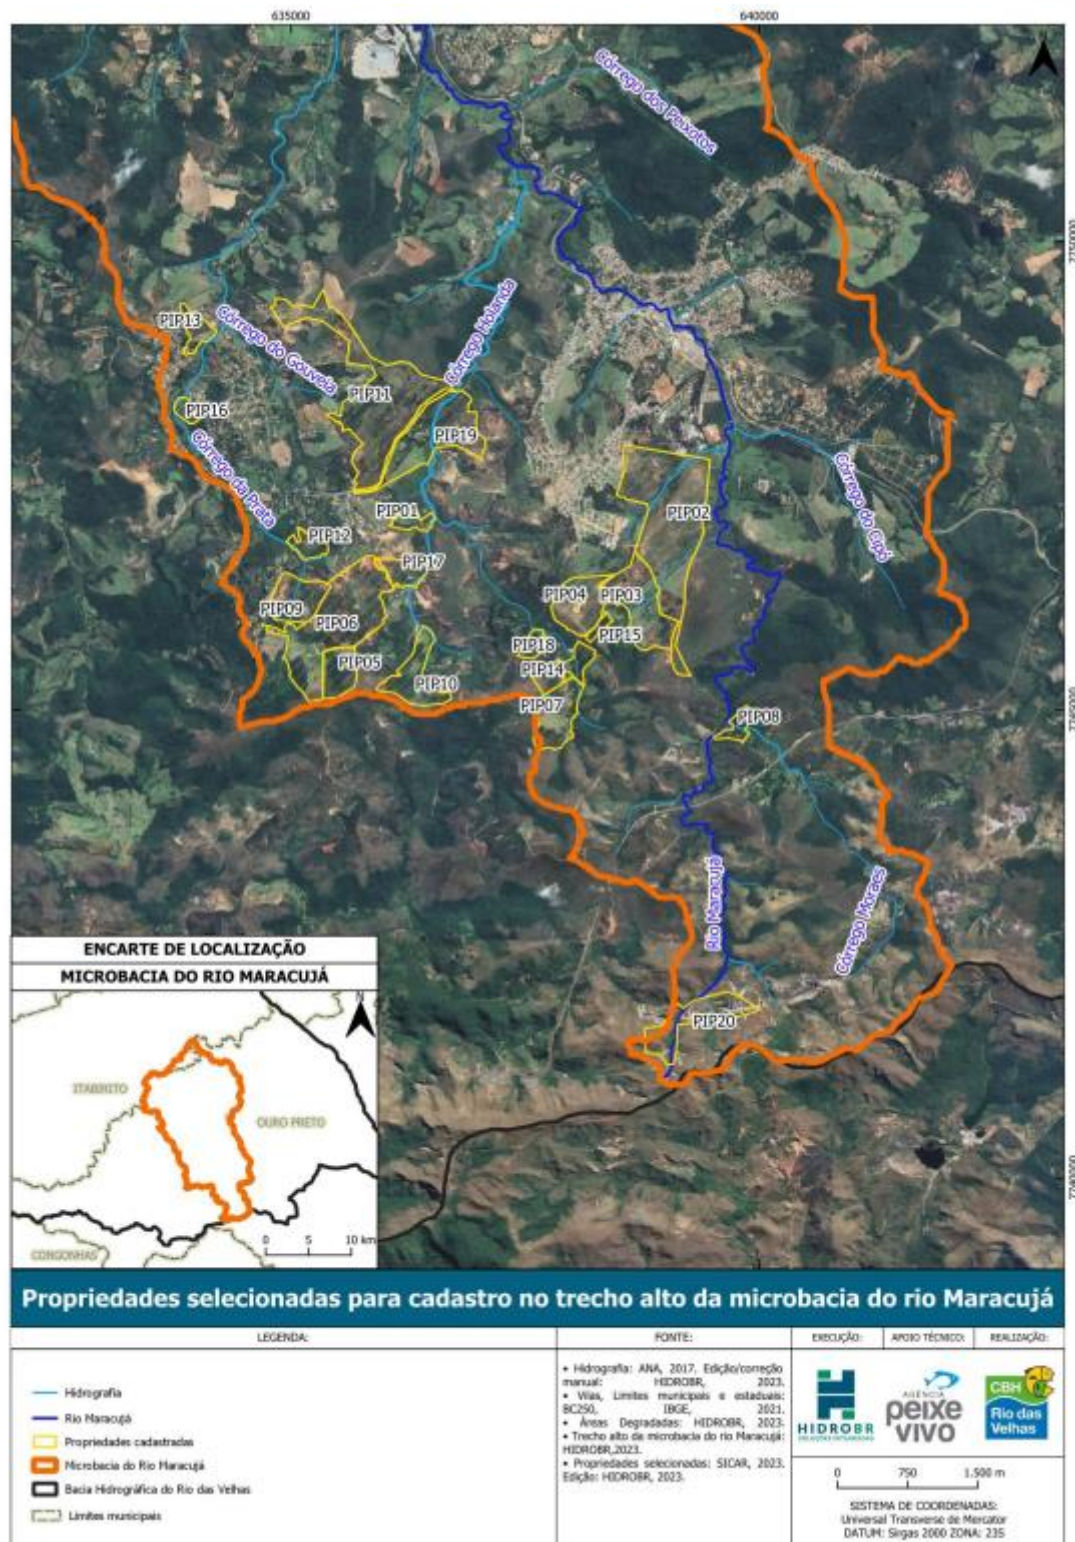 635000
640000
Córrego dos Peixotos
7750000
Córrego Holanda
PIP13
Córrego do Gouveia
PIP11
PIP16
PIP19
Córrego da Prata
Córrego do Cipó
PIP01
PIP02
PIP12
PIP17
PIP04
PIP03
PIP09
PIP06
PIP15
PIP18
PIP05
PIP14
PIP10
PIP07
7745000
PIP08
Rio Maracujá
Córrego Moraes
PIP20
7740000
ENCARTE DE LOCALIZAÇÃO
MICROBACIA DO RIO MARACUJÁ
N
ITABIRITO
OURO PRETO
CONGONHAS
0 5 10 km
Propriedades selecionadas para cadastro no trecho alto da microbacia do rio Maracujá
LEGENDA:
Hidrografia
Rio Maracujá
Propriedades cadastradas
Microbacia do Rio Maracujá
Bacia Hidrográfica do Rio das Velhas
Limites municipais
FONTE:
• Hidrografia: ANA, 2017. Edição/correção
manual: HIDROBR, 2023.
• Vias, Limites municipais e estaduais:
BC250, IBGE, 2021.
• Áreas Degradadas: HIDROBR, 2023.
• Trecho alto da microbacia do rio Maracujá:
HIDROBR,2023.
• Propriedades selecionadas: SICAR, 2023.
Edição: HIDROBR, 2023.
EXECUÇÃO:
APOIO TÉCNICO:
REALIZAÇÃO:
HIDROBR
SOLUÇÕES INTEGRADAS
AGÊNCIA
peixe
vivo
CBH
Rio das
Velhas
0 750 1.500 m
SISTEMA DE COORDENADAS:
Universal Transverse de Mercator
DATUM: Sirgas 2000 ZONA: 23S